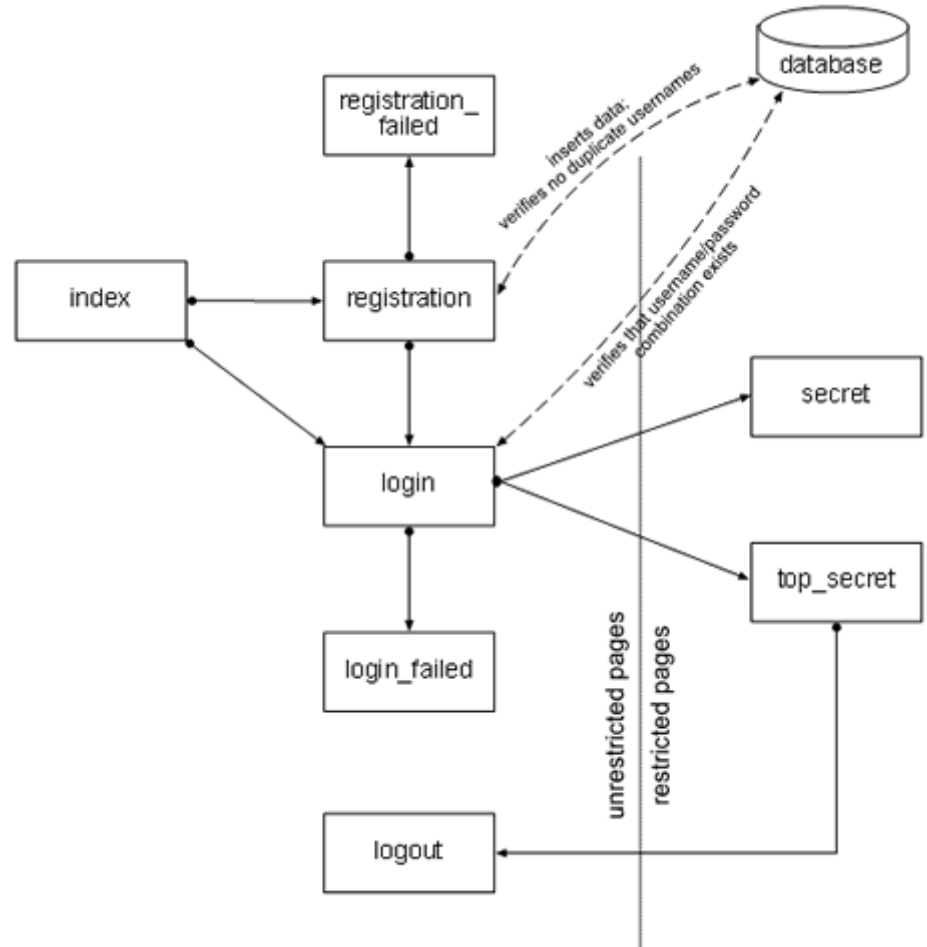 database
registration_
failed
inserts data;
verifies no duplicate usernames
index
registration
verifies that username/password
combination exists
secret
login
top_secret
login_failed
unrestricted pages
restricted pages
logout